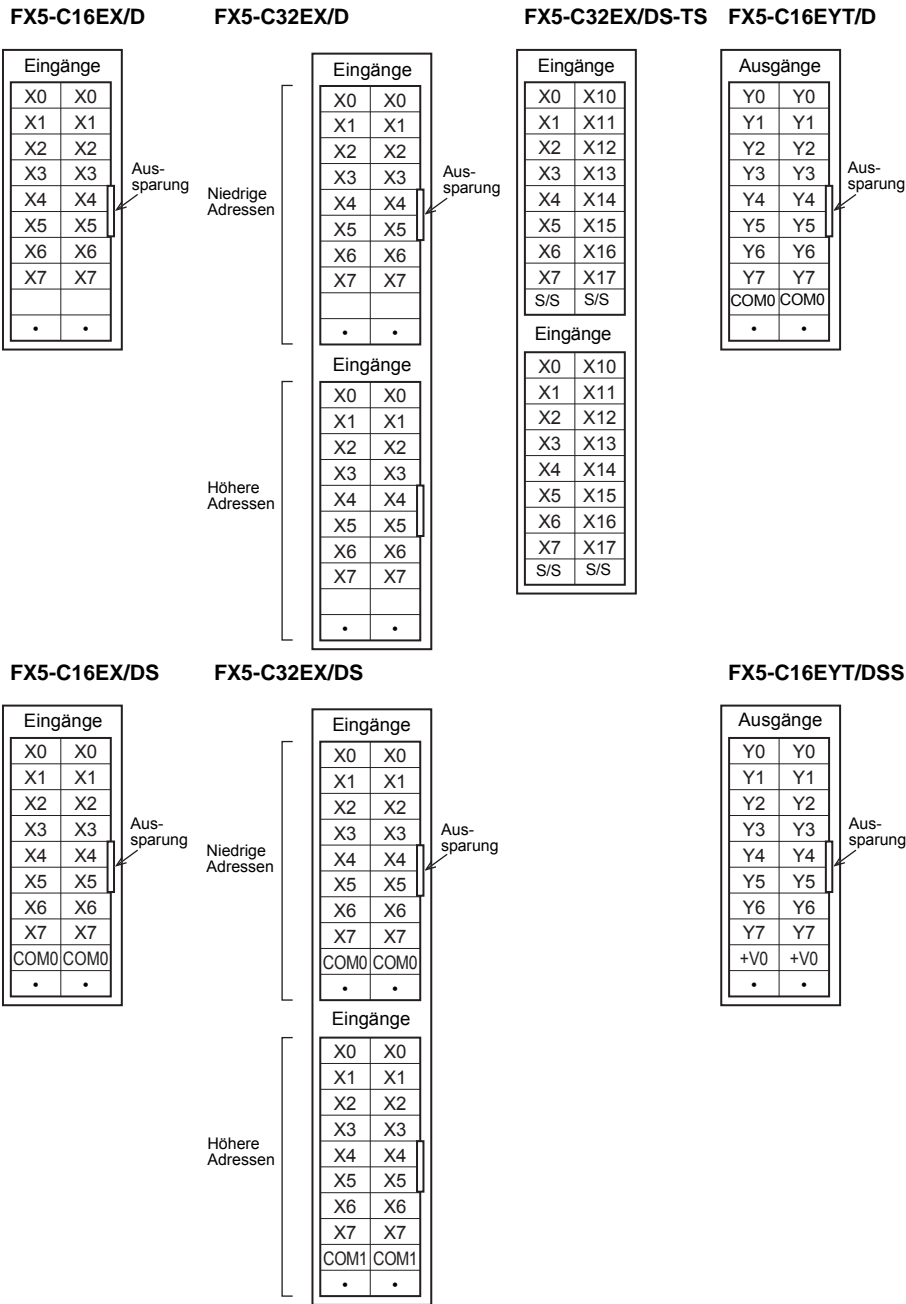 FX5-C16EX/D FX5-C32EX/D FX5-C32EX/DS-TS FX5-C16EYT/D
Eingänge
X0 X0
X1 X1
X2 X2
X3 X3
X4 X4
X5 X5
X6 X6
X7 X7
• •
Aus-
sparung
Niedrige
Adressen
Eingänge
X0 X0
X1 X1
X2 X2
X3 X3
X4 X4
X5 X5
X6 X6
X7 X7
• •
Aus-
sparung
Höhere
Adressen
Eingänge
X0 X0
X1 X1
X2 X2
X3 X3
X4 X4
X5 X5
X6 X6
X7 X7
• •
Eingänge
X0 X10
X1 X11
X2 X12
X3 X13
X4 X14
X5 X15
X6 X16
X7 X17
S/S S/S
Eingänge
X0 X10
X1 X11
X2 X12
X3 X13
X4 X14
X5 X15
X6 X16
X7 X17
S/S S/S
Ausgänge
Y0 Y0
Y1 Y1
Y2 Y2
Y3 Y3
Y4 Y4
Y5 Y5
Y6 Y6
Y7 Y7
COM0 COM0
• •
Aus-
sparung
FX5-C16EX/DS FX5-C32EX/DS FX5-C16EYT/DSS
Eingänge
X0 X0
X1 X1
X2 X2
X3 X3
X4 X4
X5 X5
X6 X6
X7 X7
COM0 COM0
• •
Aus-
sparung
Niedrige
Adressen
Eingänge
X0 X0
X1 X1
X2 X2
X3 X3
X4 X4
X5 X5
X6 X6
X7 X7
COM0 COM0
• •
Aus-
sparung
Höhere
Adressen
Eingänge
X0 X0
X1 X1
X2 X2
X3 X3
X4 X4
X5 X5
X6 X6
X7 X7
COM1 COM1
• •
Ausgänge
Y0 Y0
Y1 Y1
Y2 Y2
Y3 Y3
Y4 Y4
Y5 Y5
Y6 Y6
Y7 Y7
+V0 +V0
• •
Aus-
sparung